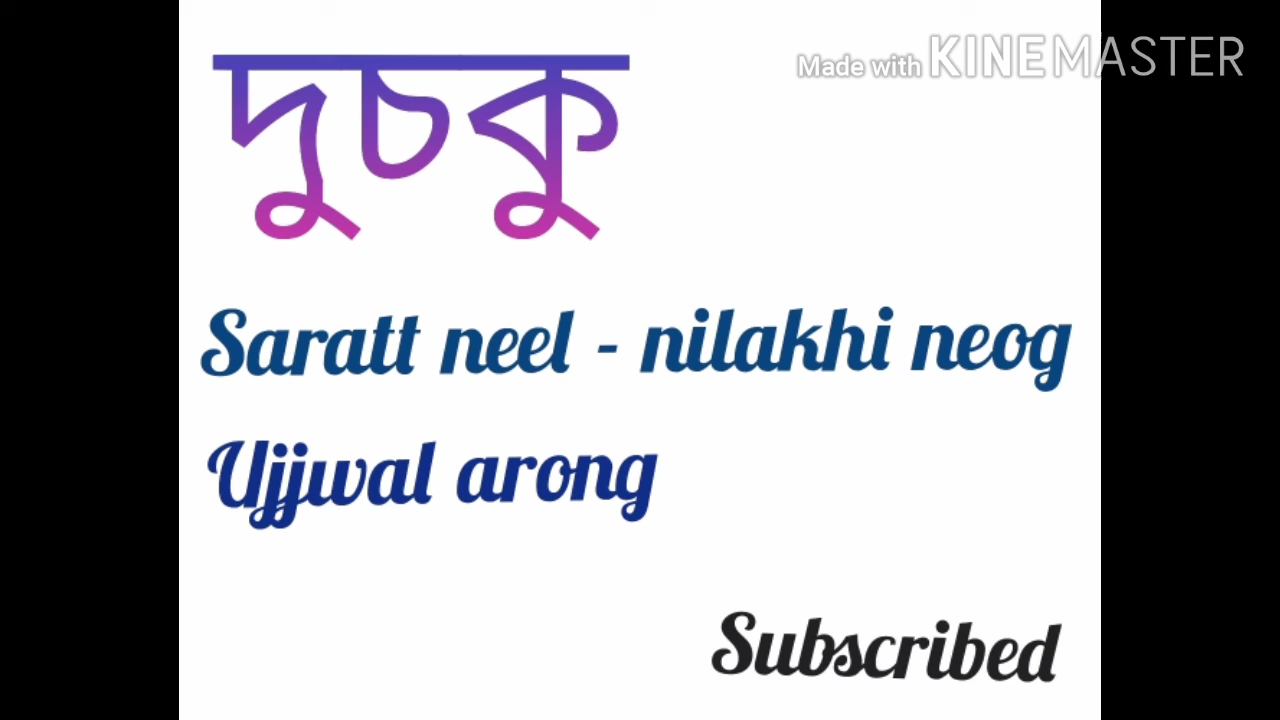 দুচকু
Made with KINEMASTER
Saratt neel - nilakhi neog
Ujjwal arong
Subscribed